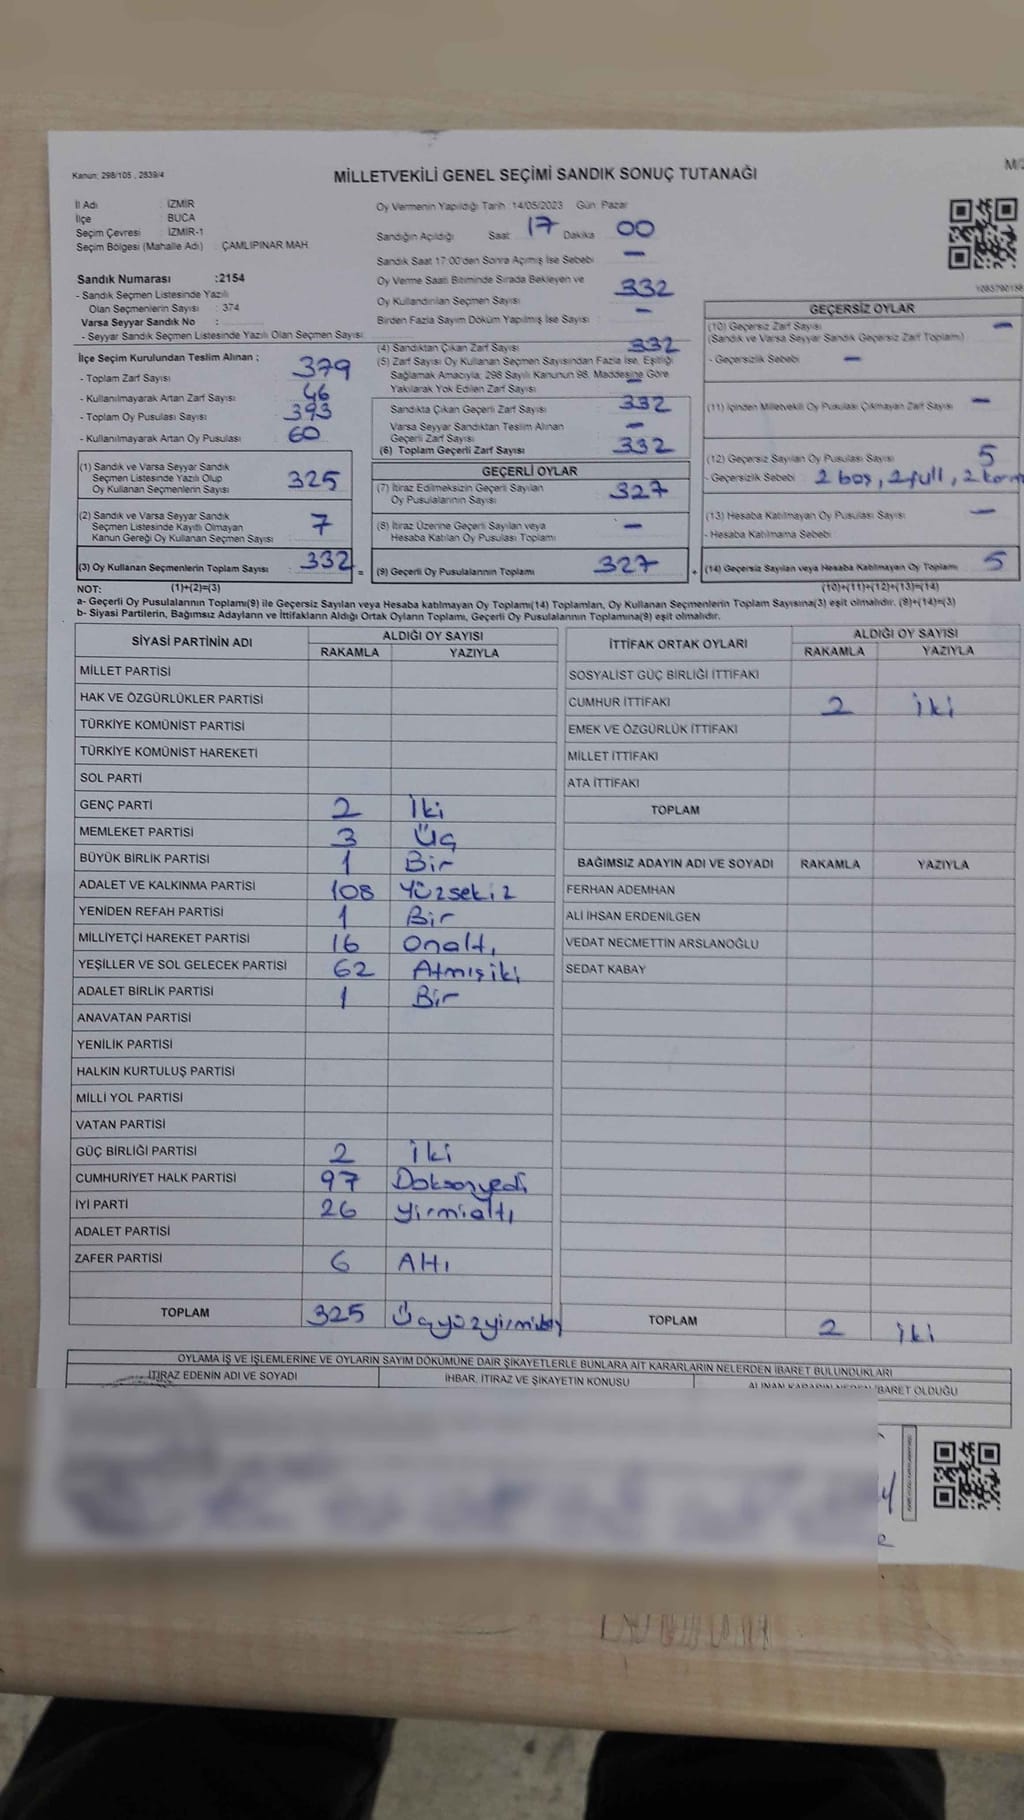 Kanun; 298/105 , 2839/4
MİLLETVEKİLİ GENEL SEÇİMİ SANDIK SONUÇ TUTANAĞI
İl Adı : İZMİR
İlçe : BUCA
Seçim Çevresi : İZMİR-1
Seçim Bölgesi (Mahalle Adı) : ÇAMLIPINAR MAH.
Oy Vermenin Yapıldığı Tarih 14/05/2023 Gün: Pazar
Sandığın Açıldığı Saat 17 Dakika 00
Sandık Saat 17:00'den Sonra Açılmış İse Sebebi : —
Sandık Numarası :2154
- Sandık Seçmen Listesinde Yazılı
Olan Seçmenlerin Sayısı : 374
Varsa Seyyar Sandık No :
- Seyyar Sandık Seçmen Listesinde Yazılı Olan Seçmen Sayısı
Oy Verme Saati Bitiminde Sırada Bekleyen ve
Oy Kullandırılan Seçmen Sayısı 332
Birden Fazla Sayım Döküm Yapılmış İse Sayısı : —
İlçe Seçim Kurulundan Teslim Alınan ;
- Toplam Zarf Sayısı 379
- Kullanılmayarak Artan Zarf Sayısı 46
- Toplam Oy Pusulası Sayısı 393
- Kullanılmayarak Artan Oy Pusulası 60
(1) Sandık ve Varsa Seyyar Sandık
Seçmen Listesinde Yazılı Olup
Oy Kullanan Seçmenlerin Sayısı 325
(2) Sandık ve Varsa Seyyar Sandık
Seçmen Listesinde Kayıtlı Olmayan
Kanun Gereği Oy Kullanan Seçmen Sayısı 7
(3) Oy Kullanan Seçmenlerin Toplam Sayısı 332 =
(4) Sandıktan Çıkan Zarf Sayısı 332
(5) Zarf Sayısı Oy Kullanan Seçmen Sayısından Fazla İse, Eşitliği
Sağlamak Amacıyla, 298 Sayılı Kanunun 98. Maddesine Göre
Yakılarak Yok Edilen Zarf Sayısı —
Sandıkta Çıkan Geçerli Zarf Sayısı 332
Varsa Seyyar Sandıktan Teslim Alınan
Geçerli Zarf Sayısı —
(6) Toplam Geçerli Zarf Sayısı 332
GEÇERLİ OYLAR
(7) İtiraz Edilmeksizin Geçerli Sayılan
Oy Pusulalarının Sayısı 327
(8) İtiraz Üzerine Geçerli Sayılan veya
Hesaba Katılan Oy Pusulası Toplamı —
(9) Geçerli Oy Pusulalarının Toplamı 327 +
GEÇERSİZ OYLAR
(10) Geçersiz Zarf Sayısı —
(Sandık ve Varsa Seyyar Sandık Geçersiz Zarf Toplamı)
- Geçersizlik Sebebi : —
(11) İçinden Milletvekili Oy Pusulası Çıkmayan Zarf Sayısı —
(12) Geçersiz Sayılan Oy Pusulası Sayısı 5
- Geçersizlik Sebebi : 2 boş, 2 full, 2
(13) Hesaba Katılmayan Oy Pusulası Sayısı —
- Hesaba Katılmama Sebebi :
(14) Geçersiz Sayılan veya Hesaba Katılmayan Oy Toplamı 5
NOT: (1)+(2)=(3) (10)+(11)+(12)+(13)=(14)
a- Geçerli Oy Pusulalarının Toplamı(9) ile Geçersiz Sayılan veya Hesaba katılmayan Oy Toplamı(14) Toplamları, Oy Kullanan Seçmenlerin Toplam Sayısına(3) eşit olmalıdır. (9)+(14)=(3)
b- Siyasi Partilerin, Bağımsız Adayların ve İttifakların Aldığı Ortak Oyların Toplamı, Geçerli Oy Pusulalarının Toplamına(9) eşit olmalıdır.
SİYASİ PARTİNİN ADI ALDIĞI OY SAYISI
RAKAMLA YAZIYLA
MİLLET PARTİSİ
HAK VE ÖZGÜRLÜKLER PARTİSİ
TÜRKİYE KOMÜNİST PARTİSİ
TÜRKİYE KOMÜNİST HAREKETİ
SOL PARTİ
GENÇ PARTİ 2 İki
MEMLEKET PARTİSİ 3 Üç
BÜYÜK BİRLİK PARTİSİ 1 Bir
ADALET VE KALKINMA PARTİSİ 108 Yüzsekiz
YENİDEN REFAH PARTİSİ 1 Bir
MİLLİYETÇİ HAREKET PARTİSİ 16 Onaltı
YEŞİLLER VE SOL GELECEK PARTİSİ 62 Atmışiki
ADALET BİRLİK PARTİSİ 1 Bir
ANAVATAN PARTİSİ
YENİLİK PARTİSİ
HALKIN KURTULUŞ PARTİSİ
MİLLİ YOL PARTİSİ
VATAN PARTİSİ
GÜÇ BİRLİĞİ PARTİSİ 2 iki
CUMHURİYET HALK PARTİSİ 97 Doksanyedi
İYİ PARTİ 26 yirmialtı
ADALET PARTİSİ
ZAFER PARTİSİ 6 Altı
TOPLAM 325 Üçyüzyirmibeş
İTTİFAK ORTAK OYLARI ALDIĞI OY SAYISI
RAKAMLA YAZIYLA
SOSYALİST GÜÇ BİRLİĞİ İTTİFAKI
CUMHUR İTTİFAKI 2 iki
EMEK VE ÖZGÜRLÜK İTTİFAKI
MİLLET İTTİFAKI
ATA İTTİFAKI
TOPLAM
BAĞIMSIZ ADAYIN ADI VE SOYADI RAKAMLA YAZIYLA
FERHAN ADEMHAN
ALİ İHSAN ERDENİLGEN
VEDAT NECMETTİN ARSLANOĞLU
SEDAT KABAY
TOPLAM 2 iki
OYLAMA İŞ VE İŞLEMLERİNE VE OYLARIN SAYIM DÖKÜMÜNE DAİR ŞİKAYETLERLE BUNLARA AİT KARARLARIN NELERDEN İBARET BULUNDUKLARI
İTİRAZ EDENİN ADI VE SOYADI İHBAR, İTİRAZ VE ŞİKAYETİN KONUSU ALINAN KARARIN NEDEN İBARET OLDUĞU